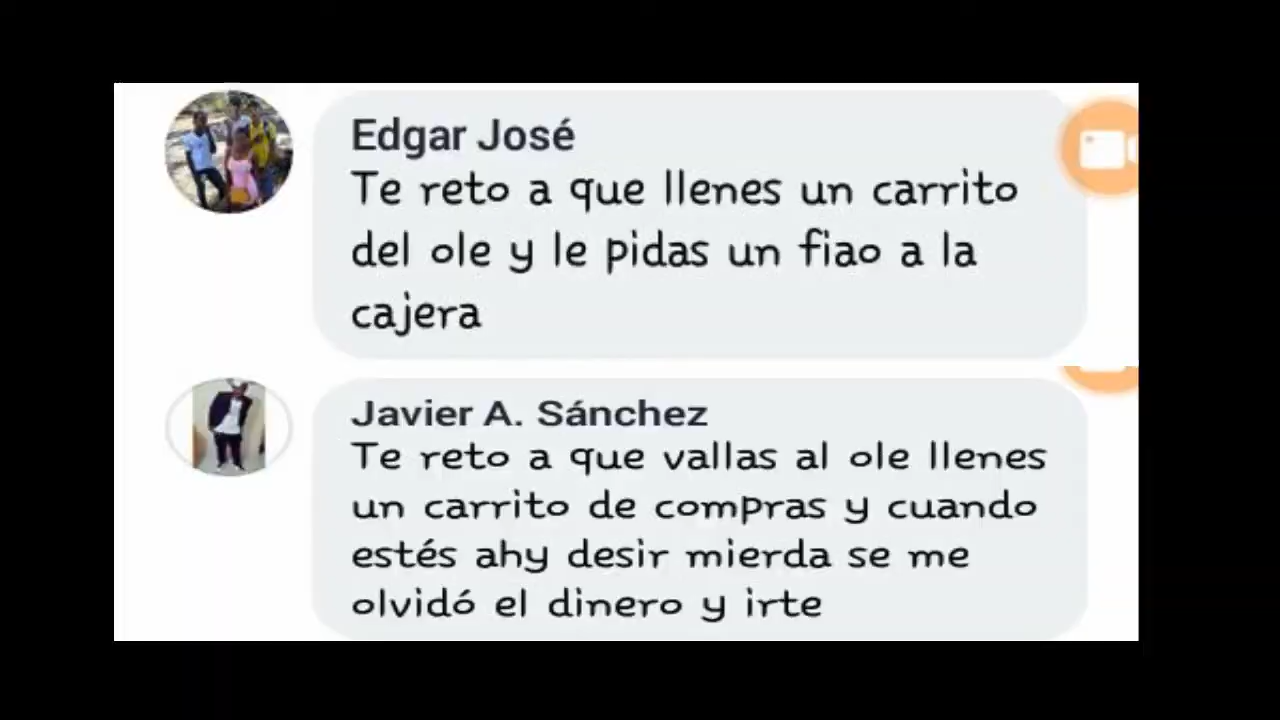 Edgar José
Te reto a que llenes un carrito
del ole y le pidas un fiao a la
cajera
Javier A. Sánchez
Te reto a que vallas al ole llenes
un carrito de compras y cuando
estés ahy desir mierda se me
olvidó el dinero y irte